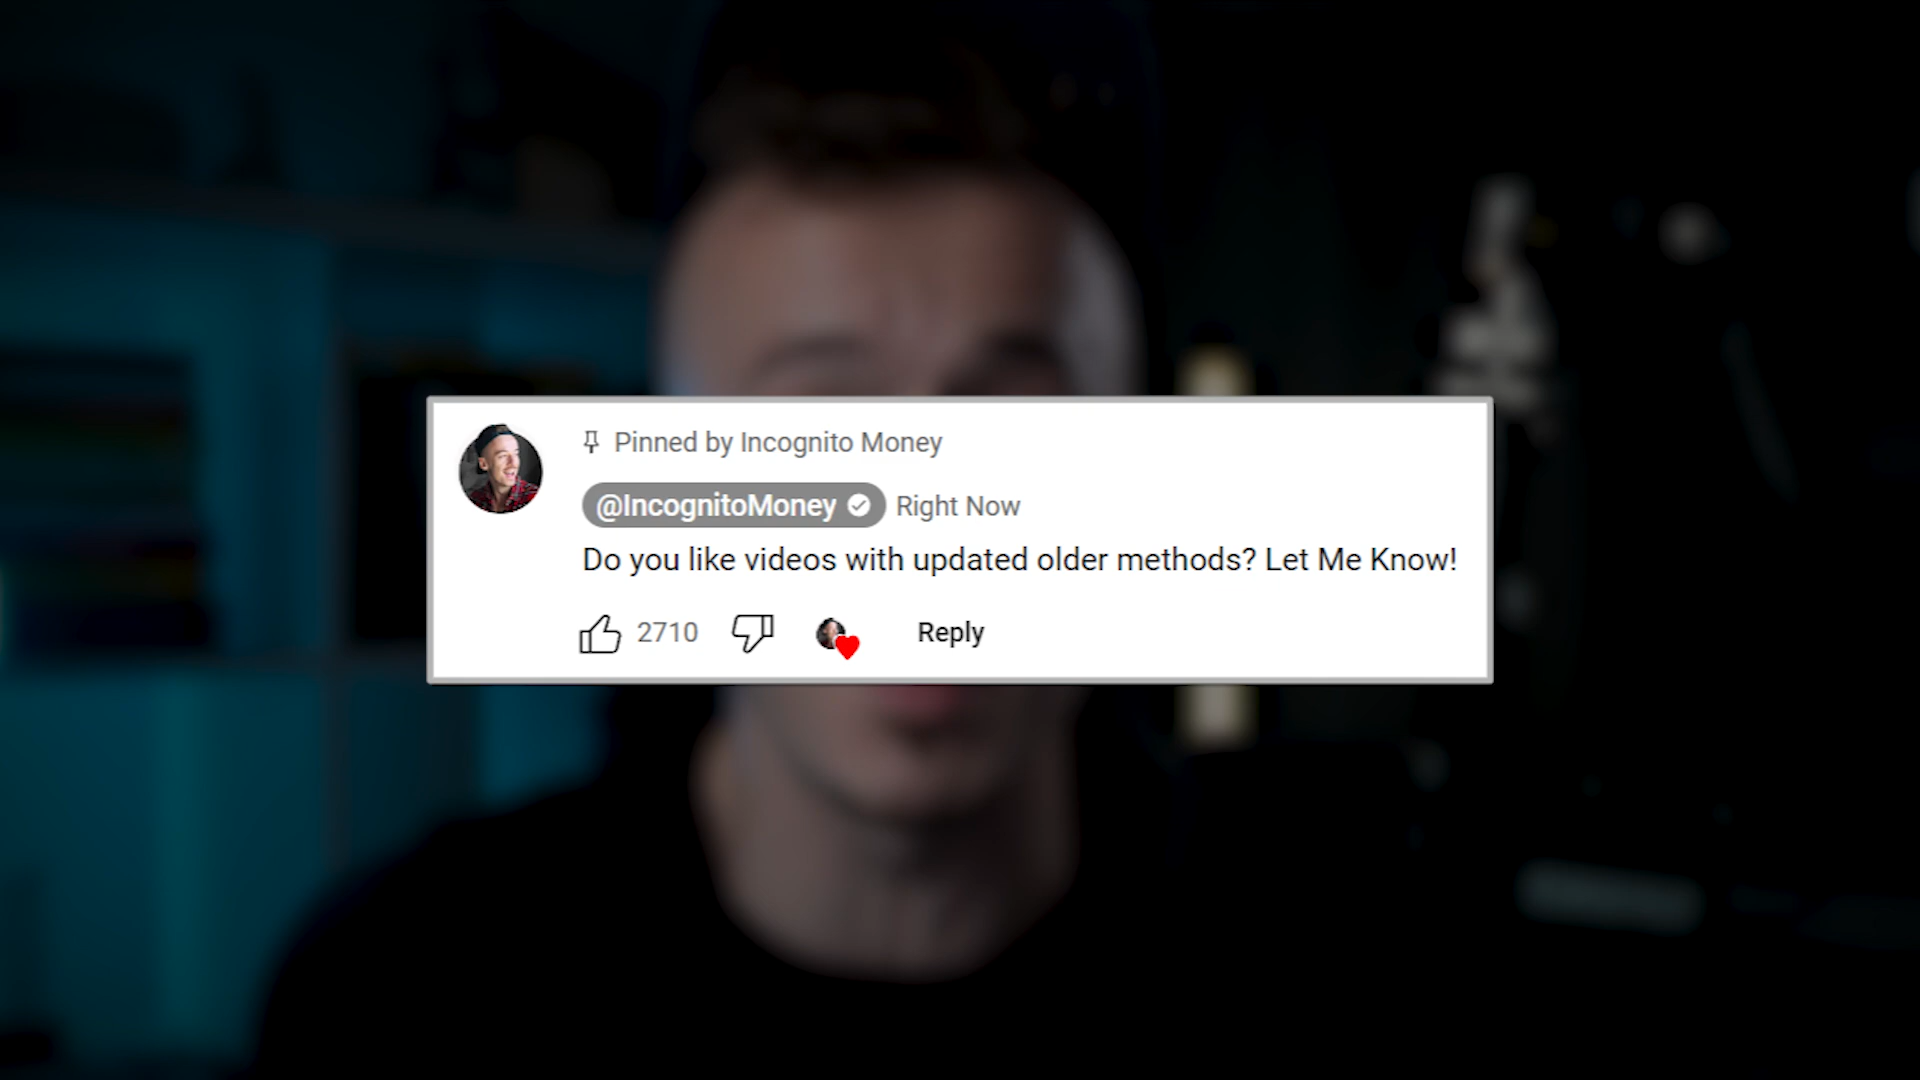 Pinned by Incognito Money
@IncognitoMoney Right Now
Do you like videos with updated older methods? Let Me Know!
2710 Reply